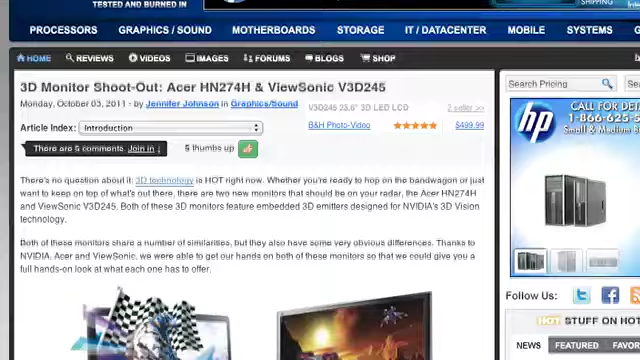 TESTED AND BURNED IN
SHIPPING
PROCESSORS GRAPHICS / SOUND MOTHERBOARDS STORAGE IT / DATACENTER MOBILE SYSTEMS
HOME REVIEWS VIDEOS IMAGES FORUMS BLOGS SHOP
3D Monitor Shoot-Out: Acer HN274H & ViewSonic V3D245
Monday, October 03, 2011 - by Jennifer Johnson in Graphics/Sound
V3D245 23.6" 3D LED LCD 2 seller >>
B&H Photo-Video $499.99
Article Index: Introduction
There are 5 comments. Join in ↓ 5 thumbs up
There's no question about it: 3D technology is HOT right now. Whether you're ready to hop on the bandwagon or just
want to keep on top of what's out there, there are two new monitors that should be on your radar, the Acer HN274H
and ViewSonic V3D245. Both of these 3D monitors feature embedded 3D emitters designed for NVIDIA's 3D Vision
technology.
Both of these monitors share a number of similarities, but they also have some very obvious differences. Thanks to
NVIDIA, Acer and ViewSonic, we were able to get our hands on both of these monitors so that we could give you a
full hands-on look at what each one has to offer.
Search Pricing Sear
hp
CALL FOR DE
1-866-625-
Small & Medium B
Follow Us:
HOT STUFF ON HOT
NEWS FEATURED FAVOR